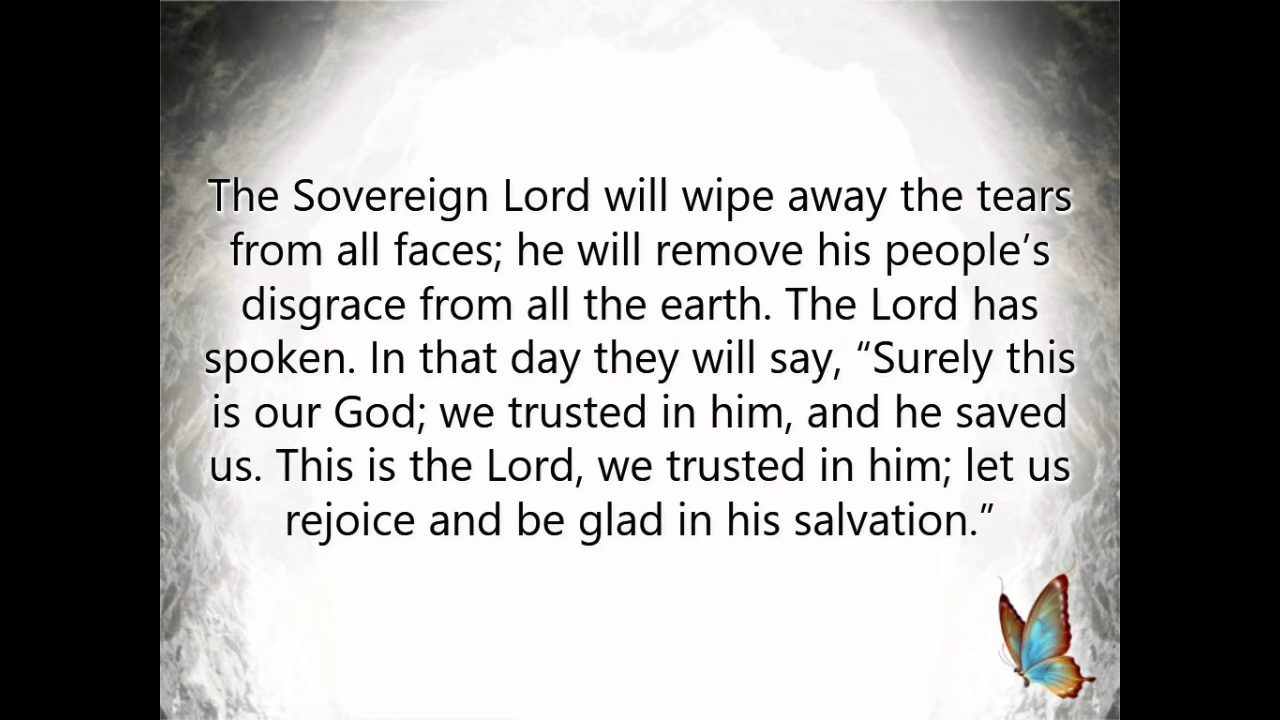 The Sovereign Lord will wipe away the tears
from all faces; he will remove his people’s
disgrace from all the earth. The Lord has
spoken. In that day they will say, “Surely this
is our God; we trusted in him, and he saved
us. This is the Lord, we trusted in him; let us
rejoice and be glad in his salvation.”